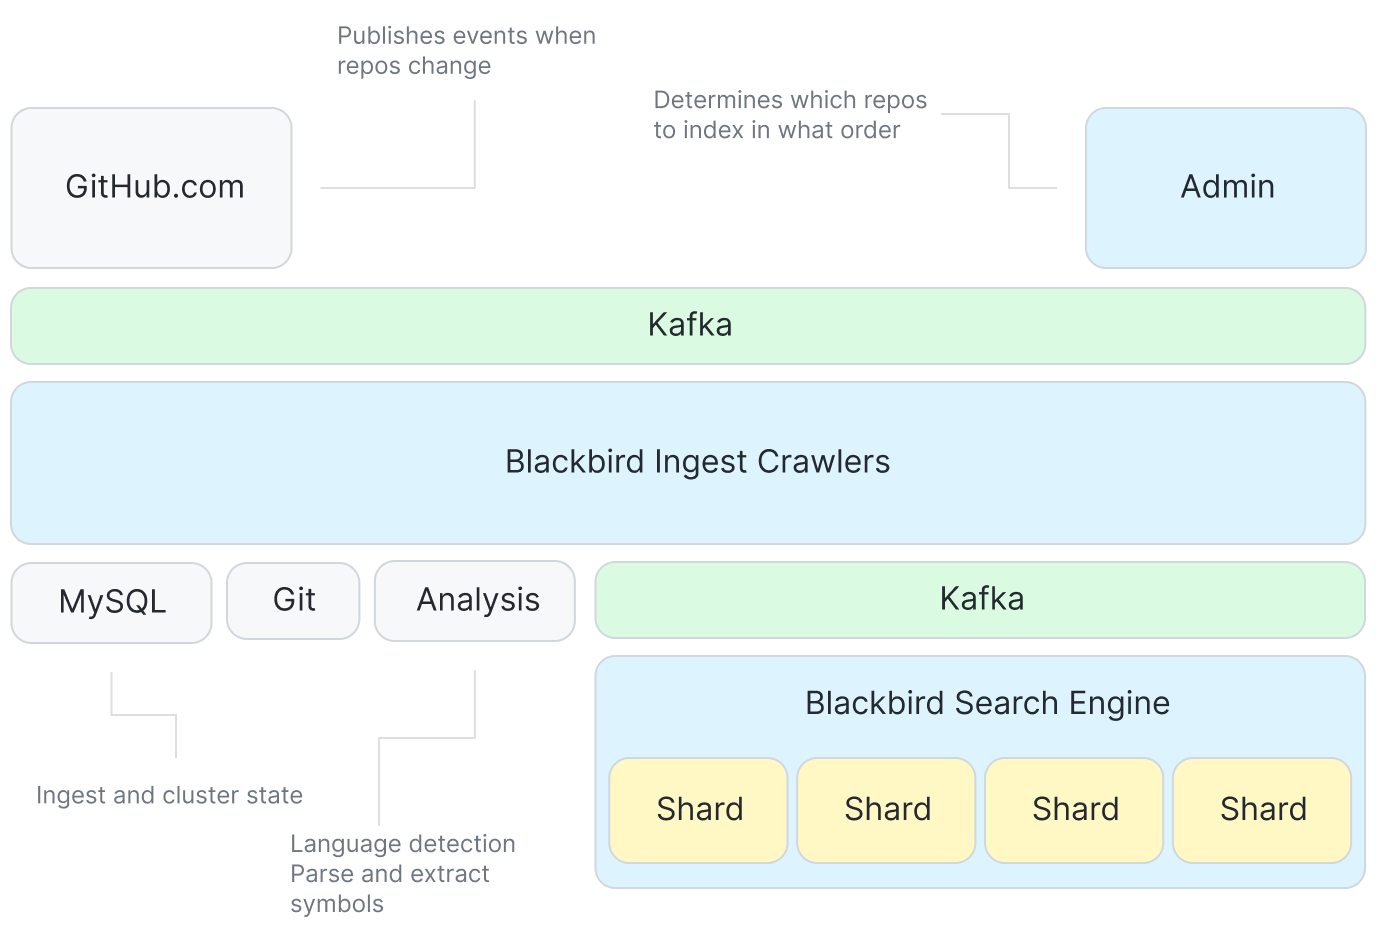 Publishes events when
repos change
Determines which repos
to index in what order
GitHub.com
Admin
Kafka
Blackbird Ingest Crawlers
MySQL
Git
Analysis
Kafka
Blackbird Search Engine
Shard
Shard
Shard
Shard
Ingest and cluster state
Language detection
Parse and extract
symbols